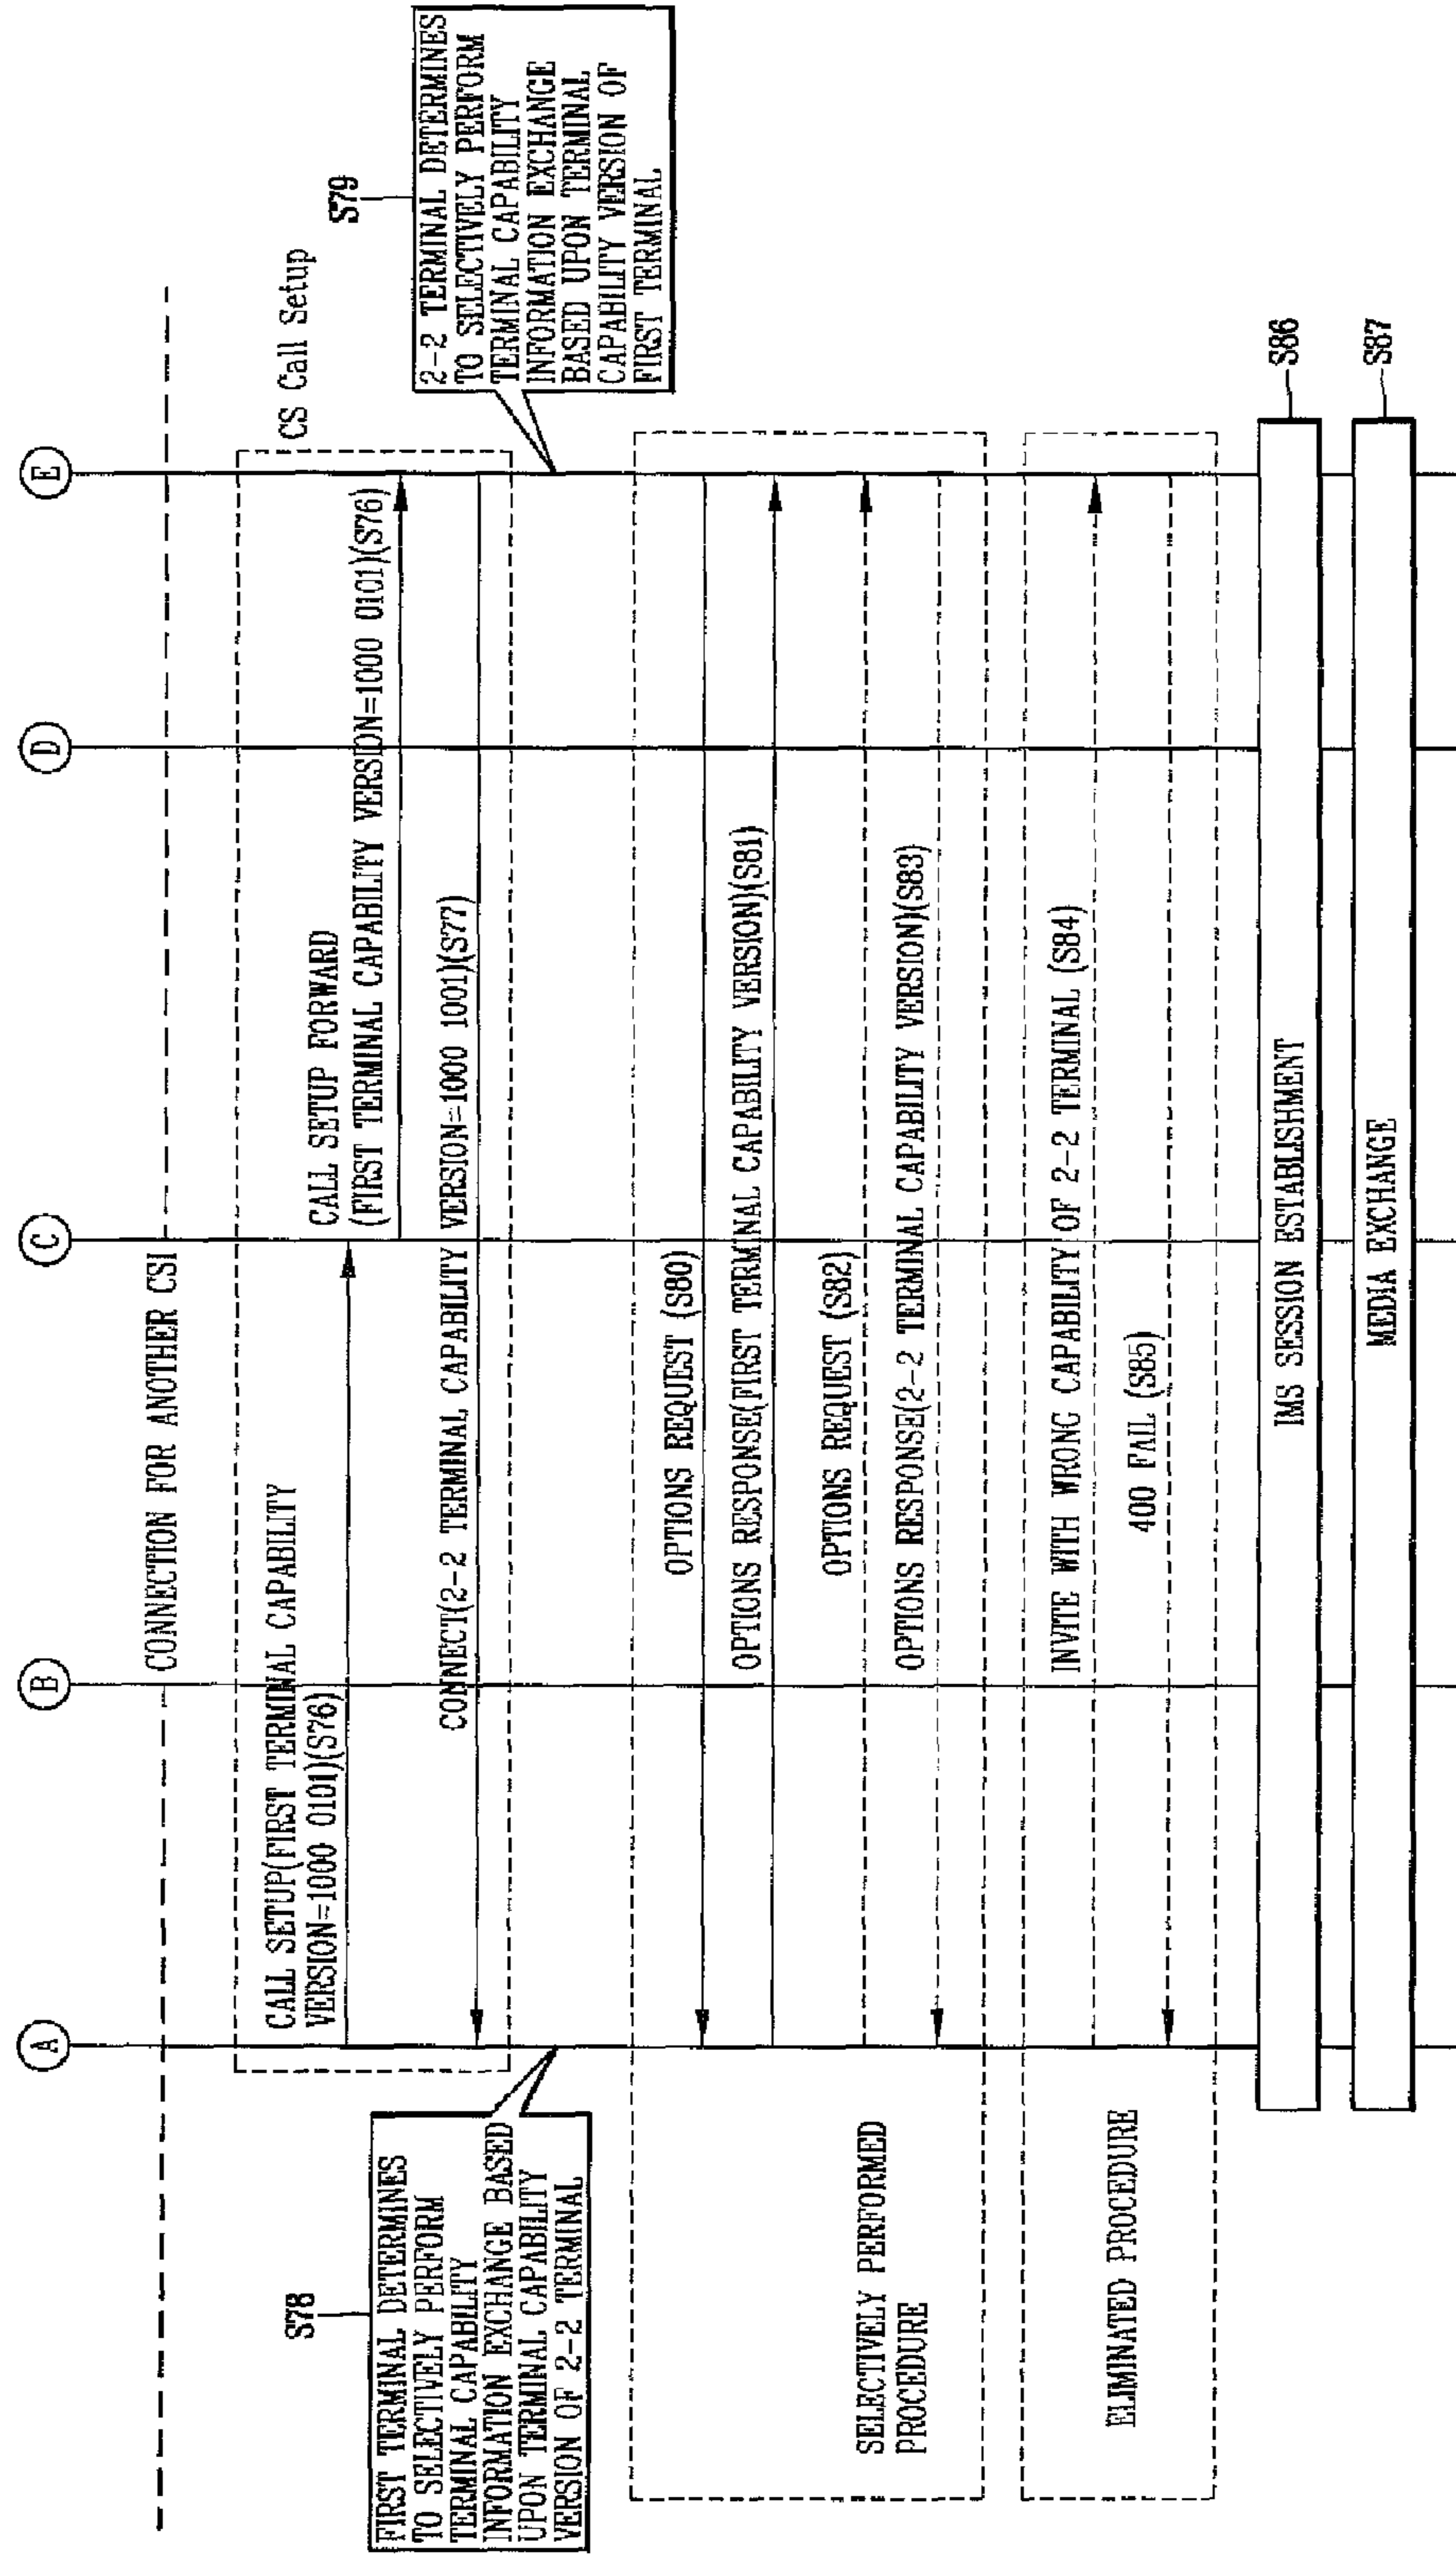 A
B
C
D
E
CONNECTION FOR ANOTHER CSI
CS Call Setup
CALL SETUP(FIRST TERMINAL CAPABILITY
VERSION=1000 0101)(S76)
CALL SETUP FORWARD
(FIRST TERMINAL CAPABILITY VERSION=1000 0101)(S76)
CONNECT(2-2 TERMINAL CAPABILITY VERSION=1000 1001)(S77)
S78
FIRST TERMINAL DETERMINES
TO SELECTIVELY PERFORM
TERMINAL CAPABILITY
INFORMATION EXCHANGE BASED
UPON TERMINAL CAPABILITY
VERSION OF 2-2 TERMINAL
S79
2-2 TERMINAL DETERMINES
TO SELECTIVELY PERFORM
TERMINAL CAPABILITY
INFORMATION EXCHANGE
BASED UPON TERMINAL
CAPABILITY VERSION OF
FIRST TERMINAL
OPTIONS REQUEST (S80)
OPTIONS RESPONSE(FIRST TERMINAL CAPABILITY VERSION)(S81)
OPTIONS REQUEST (S82)
SELECTIVELY PERFORMED
PROCEDURE
OPTIONS RESPONSE(2-2 TERMINAL CAPABILITY VERSION)(S83)
INVITE WITH WRONG CAPABILITY OF 2-2 TERMINAL (S84)
ELIMINATED PROCEDURE
400 FAIL (S85)
IMS SESSION ESTABLISHMENT
S86
MEDIA EXCHANGE
S87